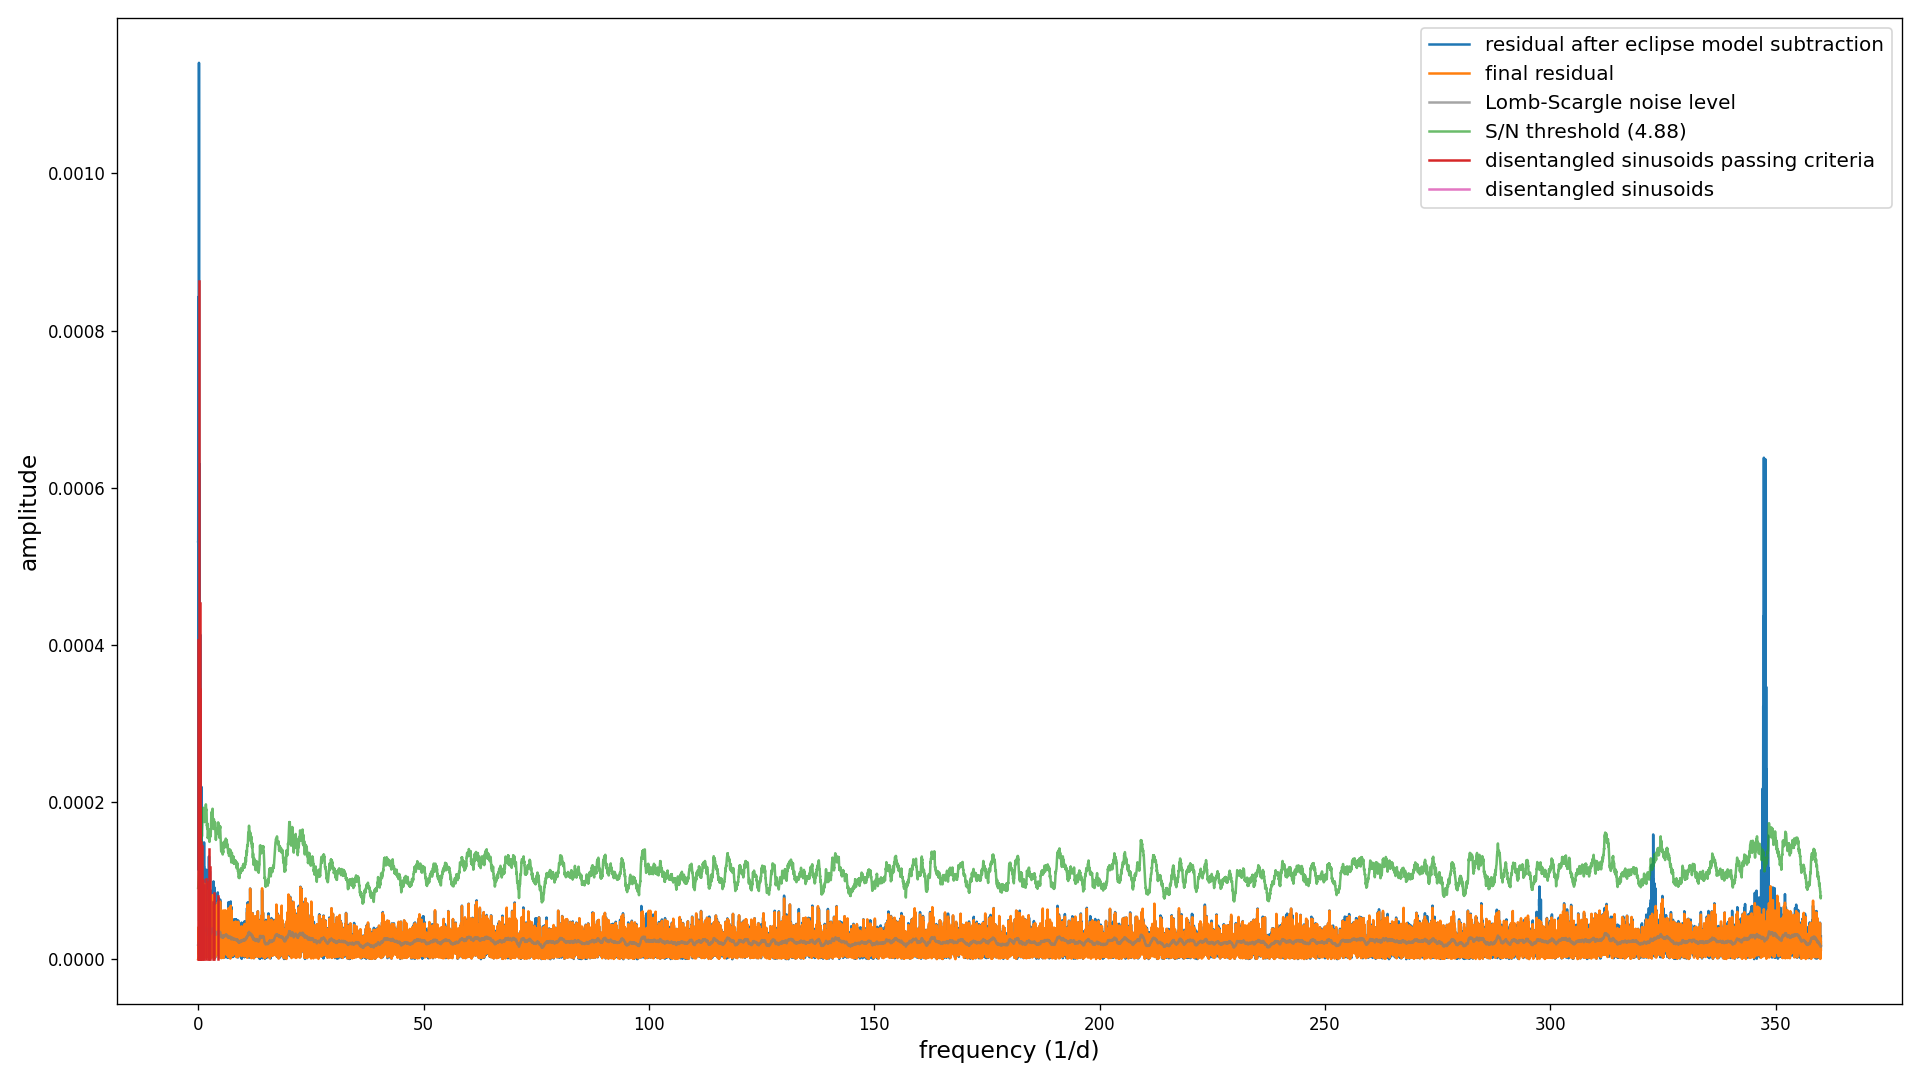 residual after eclipse model subtraction
final residual
Lomb-Scargle noise level
S/N threshold (4.88)
disentangled sinusoids passing criteria
disentangled sinusoids
0.0010
0.0008
0.0006
0.0004
0.0002
0.0000
amplitude
0 50 100 150 200 250 300 350
frequency (1/d)